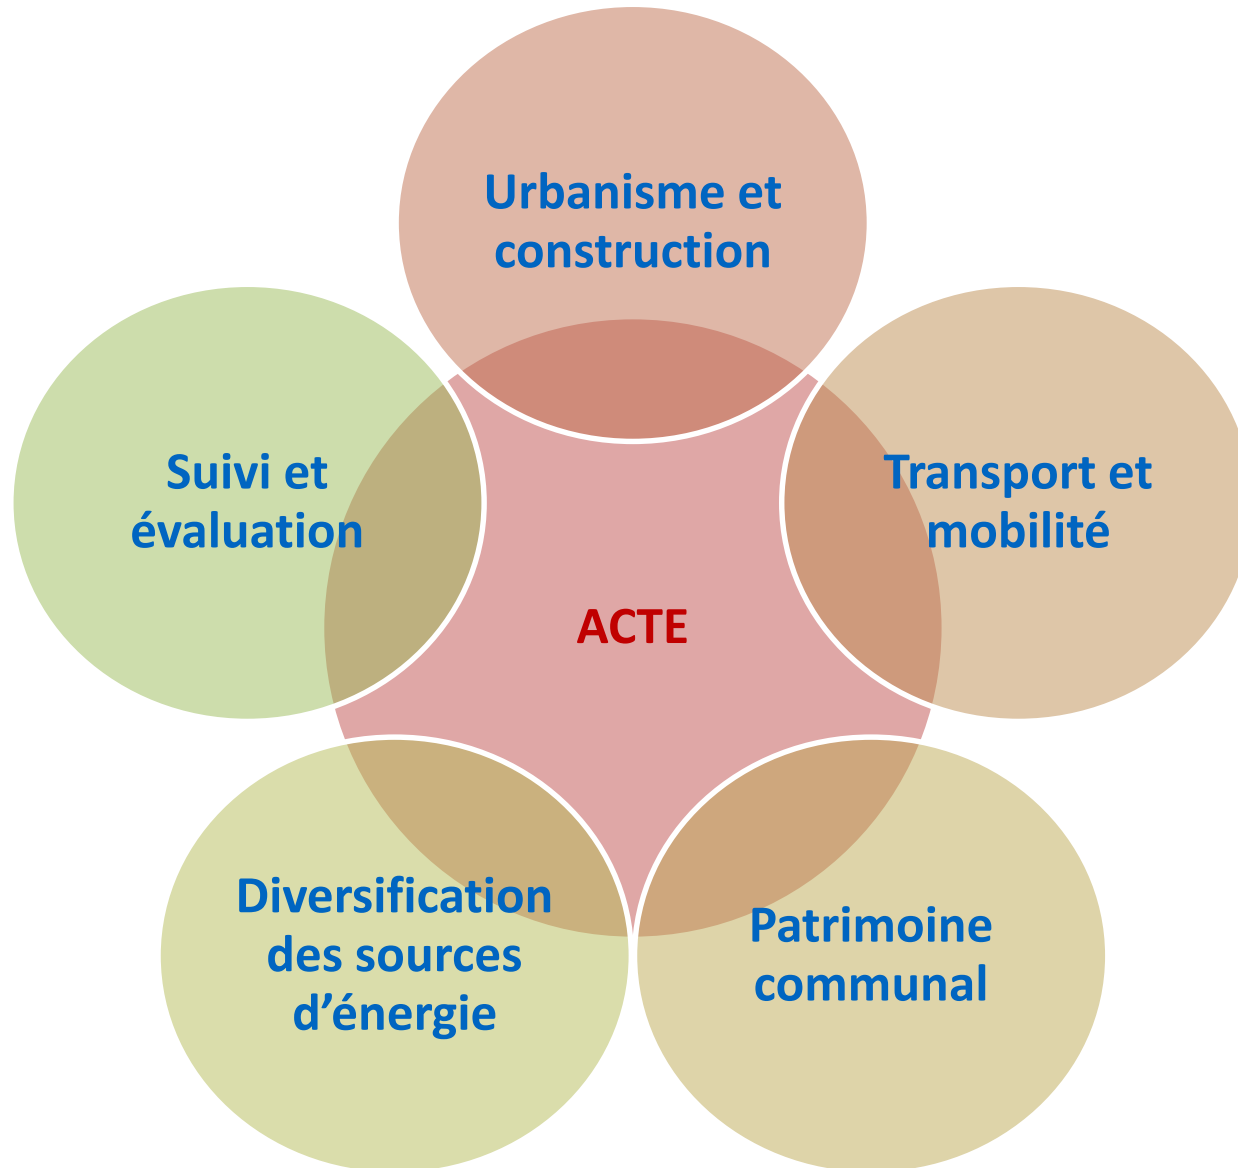 Urbanisme et
construction
Suivi et
évaluation
Transport et
mobilité
ACTE
Diversification
des sources
d’énergie
Patrimoine
communal